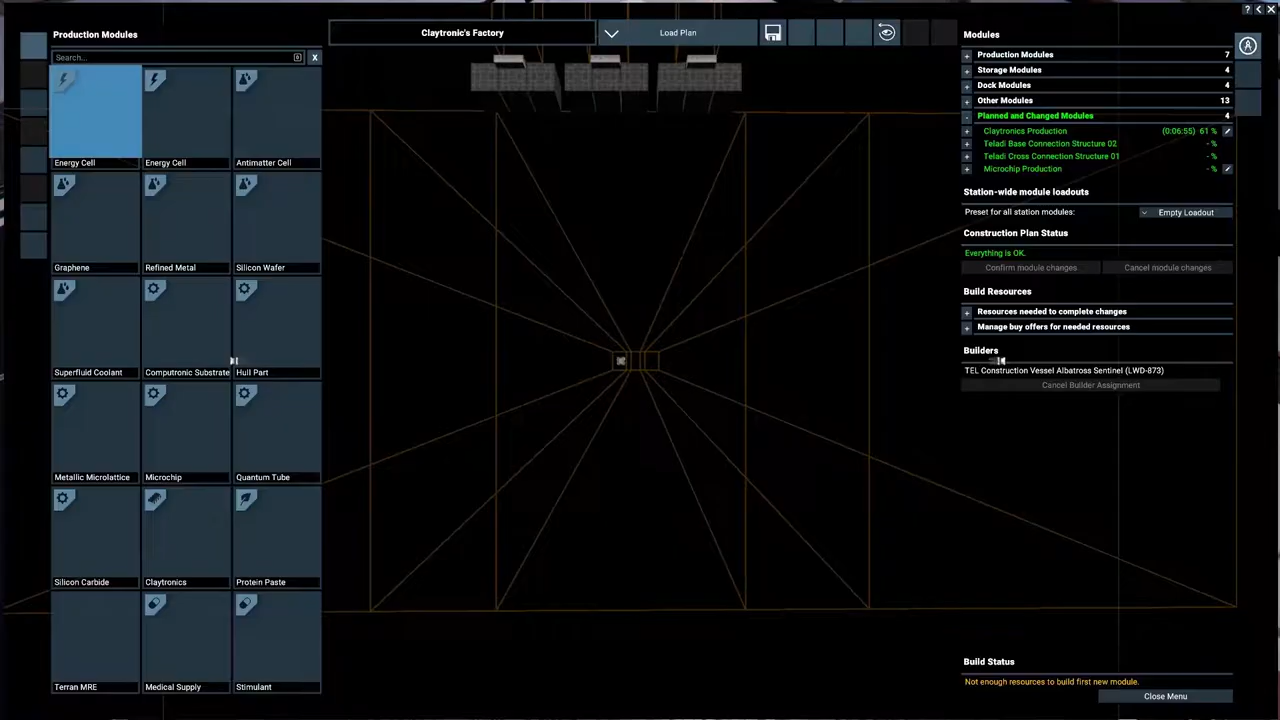 ? < X
Claytronic's Factory
Load Plan
Production Modules
Search...
X
Energy Cell
Energy Cell
Antimatter Cell
Graphene
Refined Metal
Silicon Wafer
Superfluid Coolant
Computronic Substrate
Hull Part
Metallic Microlattice
Microchip
Quantum Tube
Silicon Carbide
Claytronics
Protein Paste
Terran MRE
Medical Supply
Stimulant
Modules
+ Production Modules 7
+ Storage Modules 4
+ Dock Modules 4
+ Other Modules 13
- Planned and Changed Modules 4
+ Claytronics Production (0:06:55) 61 %
+ Teladi Base Connection Structure 02 - %
+ Teladi Cross Connection Structure 01 - %
+ Microchip Production - %
Station-wide module loadouts
Preset for all station modules: Empty Loadout
Construction Plan Status
Everything is OK.
Confirm module changes Cancel module changes
Build Resources
+ Resources needed to complete changes
+ Manage buy offers for needed resources
Builders
TEL Construction Vessel Albatross Sentinel (LWD-873)
Cancel Builder Assignment
Build Status
Not enough resources to build first new module.
Close Menu